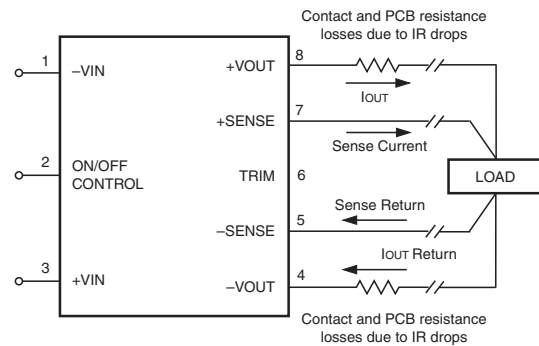 Contact and PCB resistance
losses due to IR drops
1
–VIN
+VOUT
8
IOUT
+SENSE
7
Sense Current
2
ON/OFF
CONTROL
TRIM
6
LOAD
Sense Return
–SENSE
5
IOUT Return
3
+VIN
–VOUT
4
Contact and PCB resistance
losses due to IR drops